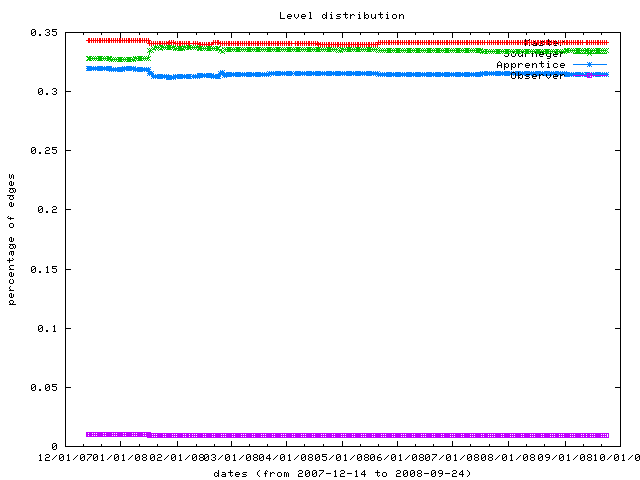 Level distribution
0.35
0.3
0.25
0.2
0.15
0.1
0.05
0
percentage of edges
Master
Journeyer
Apprentice
Observer
12/01/0701/01/0802/01/0803/01/0804/01/0805/01/0806/01/0807/01/0808/01/0809/01/0810/01/0
dates (from 2007-12-14 to 2008-09-24)